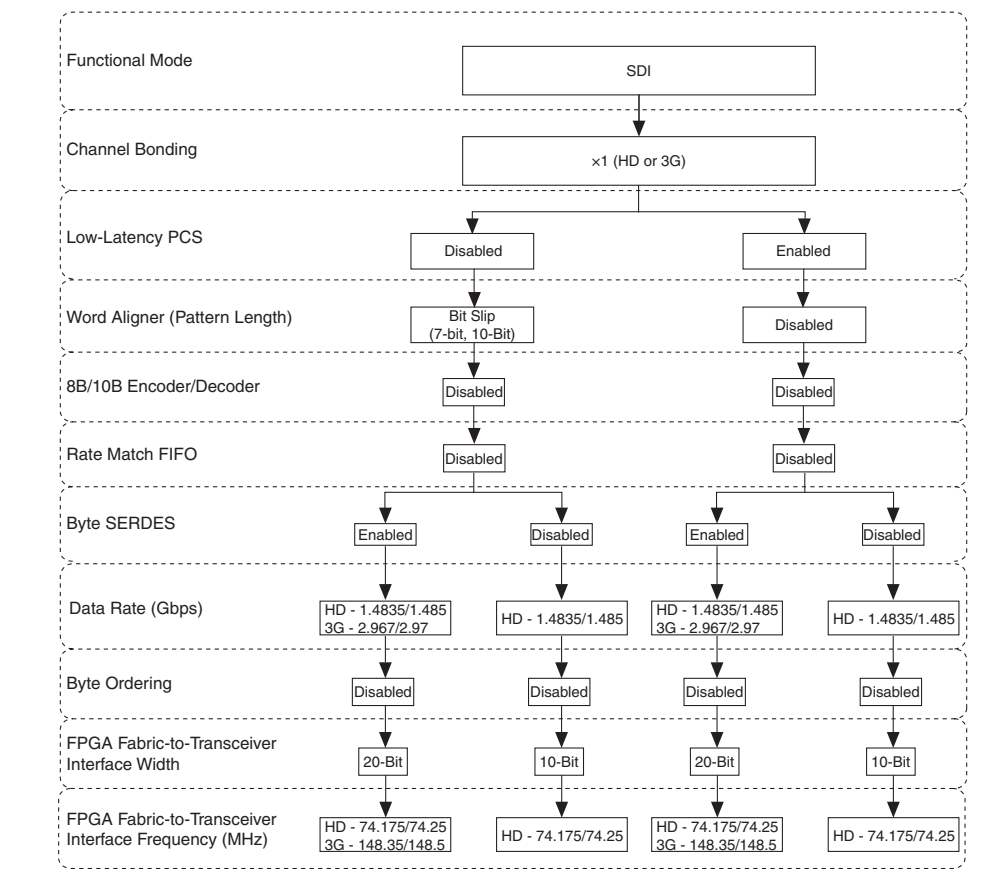 Functional Mode
SDI
Channel Bonding
×1 (HD or 3G)
Low-Latency PCS
Disabled
Enabled
Word Aligner (Pattern Length)
Bit Slip
(7-bit, 10-Bit)
Disabled
8B/10B Encoder/Decoder
Disabled
Disabled
Rate Match FIFO
Disabled
Disabled
Byte SERDES
Enabled
Disabled
Enabled
Disabled
Data Rate (Gbps)
HD - 1.4835/1.485
3G - 2.967/2.97
HD - 1.4835/1.485
HD - 1.4835/1.485
3G - 2.967/2.97
HD - 1.4835/1.485
Byte Ordering
Disabled
Disabled
Disabled
Disabled
FPGA Fabric-to-Transceiver
Interface Width
20-Bit
10-Bit
20-Bit
10-Bit
FPGA Fabric-to-Transceiver
Interface Frequency (MHz)
HD - 74.175/74.25
3G - 148.35/148.5
HD - 74.175/74.25
HD - 74.175/74.25
3G - 148.35/148.5
HD - 74.175/74.25